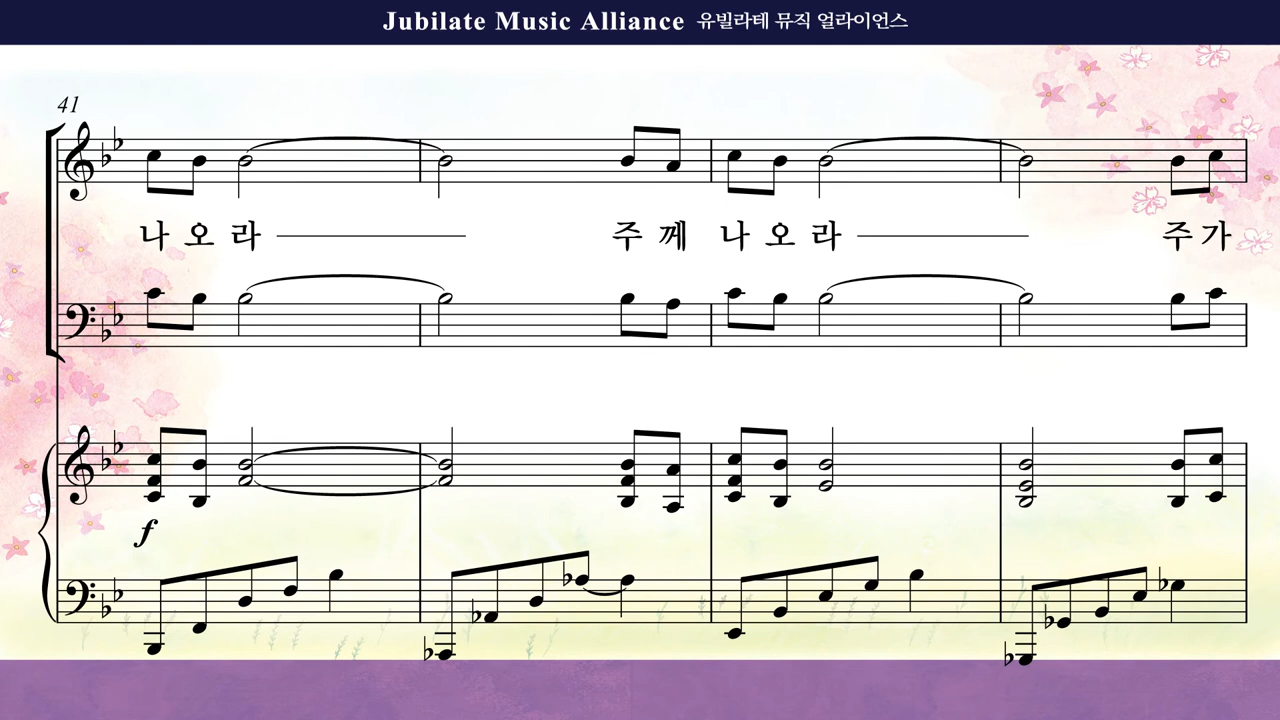 Jubilate Music Alliance 유빌라테 뮤직 얼라이언스
41
나 오 라 주 께 나 오 라 주 가
f